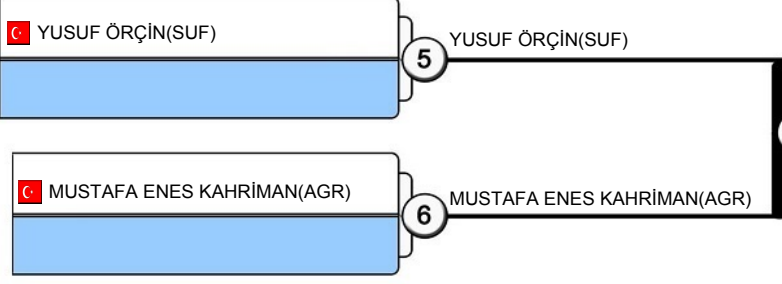 YUSUF ÖRÇİN(SUF)
5
YUSUF ÖRÇİN(SUF)
MUSTAFA ENES KAHRİMAN(AGR)
6
MUSTAFA ENES KAHRİMAN(AGR)